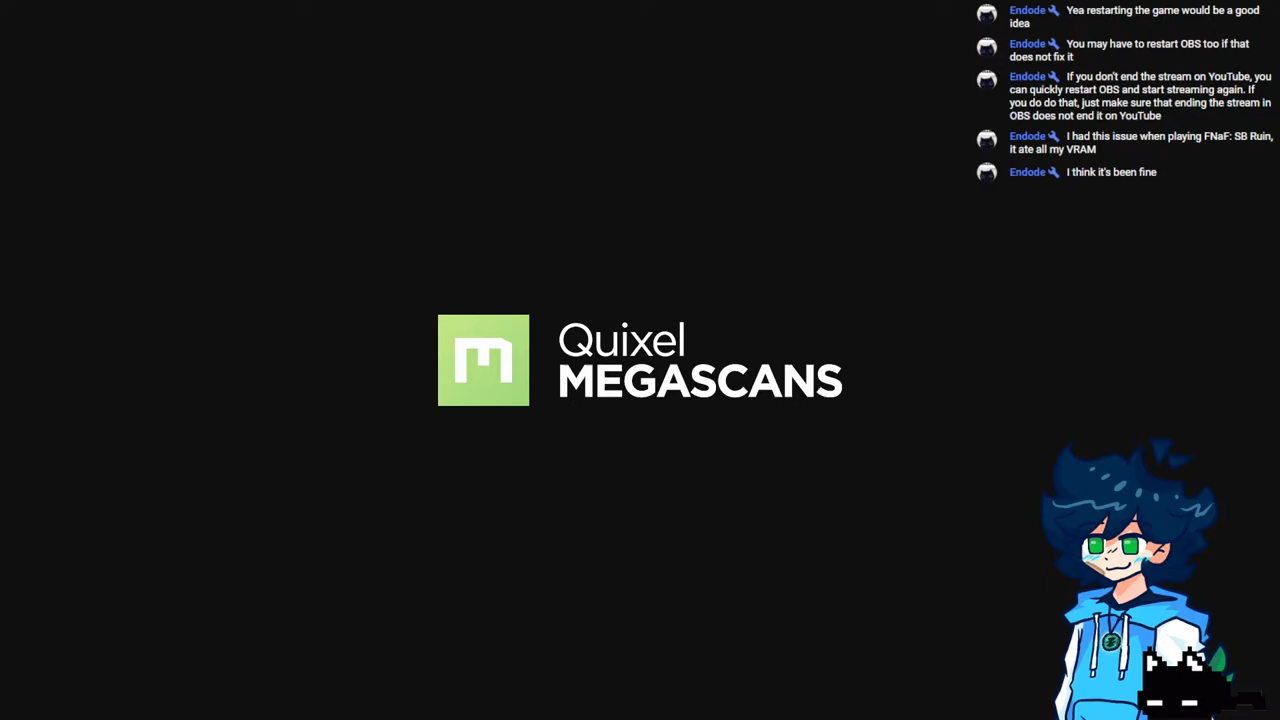 Endode Yea restarting the game would be a good
idea
Endode You may have to restart OBS too if that
does not fix it
Endode If you don't end the stream on YouTube, you
can quickly restart OBS and start streaming again. If
you do do that, just make sure that ending the stream in
OBS does not end it on YouTube
Endode I had this issue when playing FNaF: SB Ruin,
it ate all my VRAM
Endode I think it's been fine
Quixel
MEGASCANS